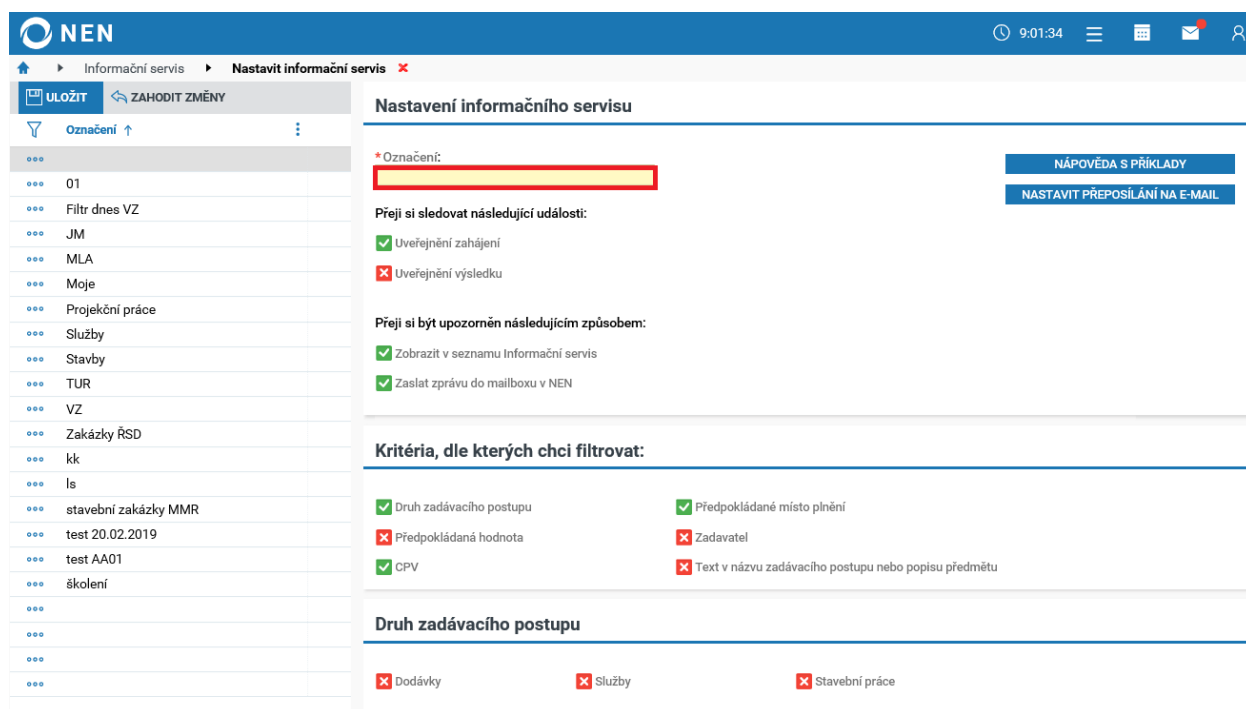 NEN
9:01:34
Informační servis
Nastavit informační servis
ULOŽIT
ZAHODIT ZMĚNY
Označení
01
Filtr dnes VZ
JM
MLA
Moje
Projekční práce
Služby
Stavby
TUR
VZ
Zakázky ŘSD
kk
ls
stavební zakázky MMR
test 20.02.2019
test AA01
školení
Nastavení informačního servisu
*Označení:
NÁPOVĚDA S PŘÍKLADY
NASTAVIT PŘEPOSÍLÁNÍ NA E-MAIL
Přeji si sledovat následující události:
Uveřejnění zahájení
Uveřejnění výsledku
Přeji si být upozorněn následujícím způsobem:
Zobrazit v seznamu Informační servis
Zaslat zprávu do mailboxu v NEN
Kritéria, dle kterých chci filtrovat:
Druh zadávacího postupu
Předpokládané místo plnění
Předpokládaná hodnota
Zadavatel
CPV
Text v názvu zadávacího postupu nebo popisu předmětu
Druh zadávacího postupu
Dodávky
Služby
Stavební práce